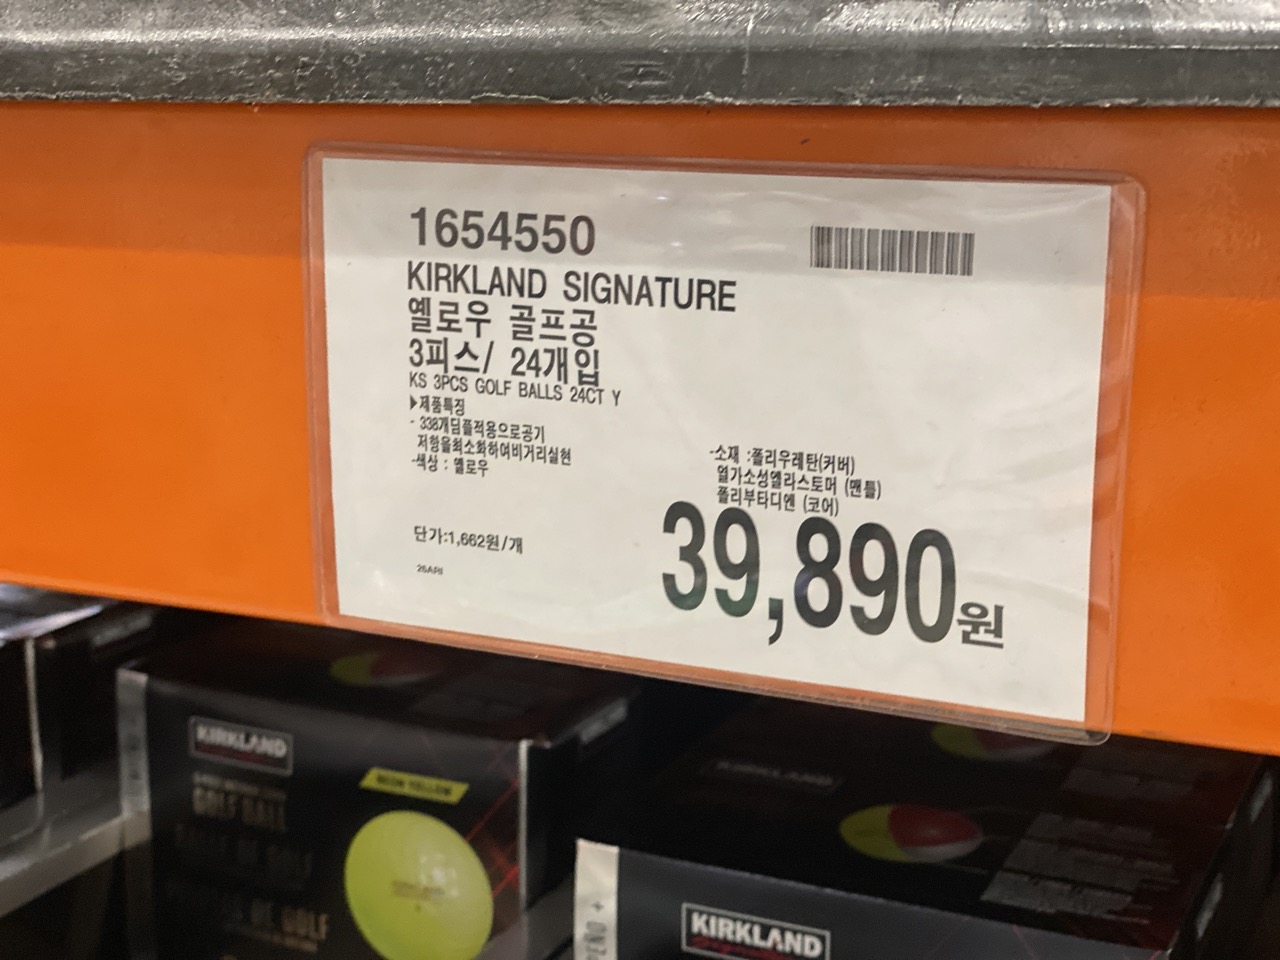 1654550
KIRKLAND SIGNATURE
옐로우 골프공
3피스/ 24개입
KS 3PCS GOLF BALLS 24CT Y
▶제품특징
- 338개딤플적용으로공기
저항을최소화하여비거리실현
-색상 : 옐로우
-소재 :폴리우레탄(커버)
열가소성엘라스토머 (맨틀)
폴리부타디엔 (코어)
단가:1,662원/개
39,890원
KIRKLAND
NEON YELLOW
GOLF BALL
KIRKLAND
KIRKLAND
Signature